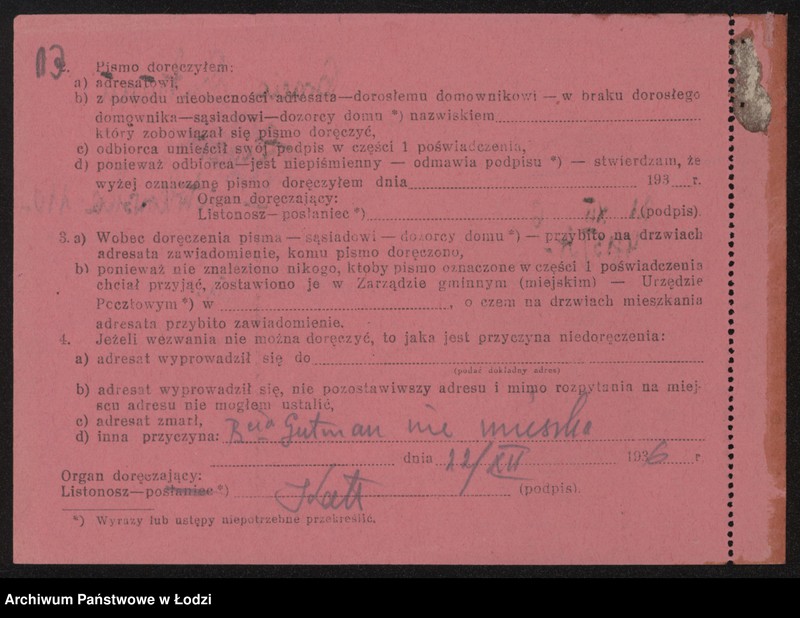 13
2. Pismo doręczyłem:
a) adresatowi,
b) z powodu nieobecności adresata—dorosłemu domownikowi — w braku dorosłego
domownika—sąsiadowi—dozorcy domu *) nazwiskiem
który zobowiązał się pismo doręczyć,
c) odbiorca umieścił swój podpis w części 1 poświadczenia,
d) ponieważ odbiorca—jest niepiśmienny — odmawia podpisu *) — stwierdzam, że
wyżej oznaczone pismo doręczyłem dnia 193 r.
Organ doręczający:
Listonosz—posłaniec *) (podpis).
3. a) Wobec doręczenia pisma — sąsiadowi — dozorcy domu *) — przybito na drzwiach
adresata zawiadomienie, komu pismo doręczono,
b) ponieważ nie znaleziono nikogo, ktoby pismo oznaczone w części 1 poświadczenia
chciał przyjąć, zostawiono je w Zarządzie gminnym (miejskim) — Urzędzie
Pocztowym *) w , o czem na drzwiach mieszkania
adresata przybito zawiadomienie.
4. Jeżeli wezwania nie można doręczyć, to jaka jest przyczyna niedoręczenia:
a) adresat wyprowadził się do
(podać dokładny adres)
b) adresat wyprowadził się, nie pozostawiwszy adresu i mimo rozpytania na miej-
scu adresu nie mogłem ustalić,
c) adresat zmarł,
d) inna przyczyna: Bcia Gutman nie mieszka
dnia 22/XII 1936 r.
Organ doręczający:
Listonosz—posłaniec *) (podpis).
*) Wyrazy lub ustępy niepotrzebne przekreślić.
Archiwum Państwowe w Łodzi